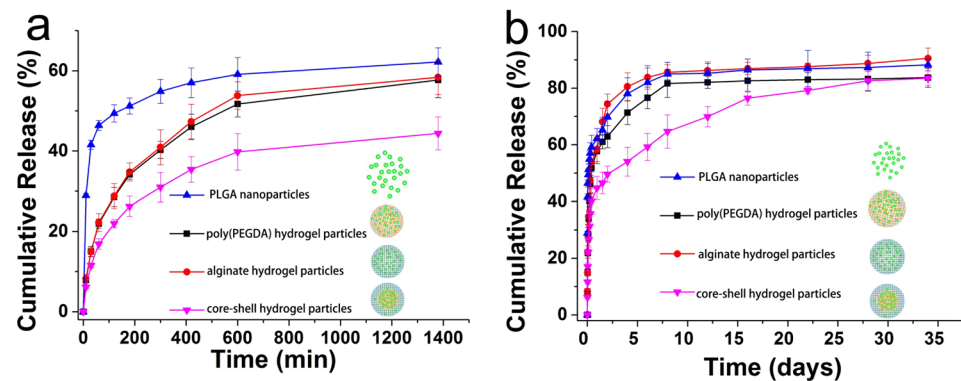 a
Cumulative Release (%)
60
40
20
0
PLGA nanoparticles
poly(PEGDA) hydrogel particles
alginate hydrogel particles
core-shell hydrogel particles
0 200 400 600 800 1000 1200 1400
Time (min)
b
Cumulative Release (%)
100
80
60
40
20
0
PLGA nanoparticles
poly(PEGDA) hydrogel particles
alginate hydrogel particles
core-shell hydrogel particles
0 5 10 15 20 25 30 35
Time (days)